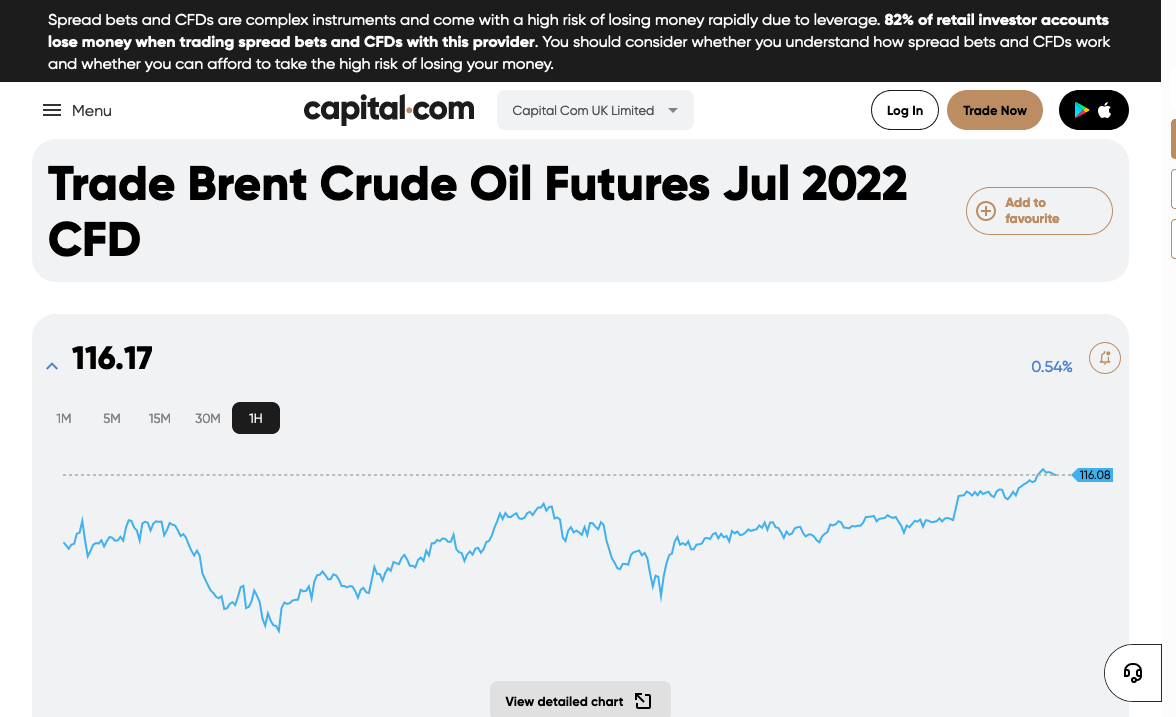 Spread bets and CFDs are complex instruments and come with a high risk of losing money rapidly due to leverage. 82% of retail investor accounts
lose money when trading spread bets and CFDs with this provider. You should consider whether you understand how spread bets and CFDs work
and whether you can afford to take the high risk of losing your money.
Menu
capital.com
Capital Com UK Limited
Log In
Trade Now
Trade Brent Crude Oil Futures Jul 2022
CFD
Add to
favourite
116.17
0.54%
1M 5M 15M 30M 1H
116.08
View detailed chart